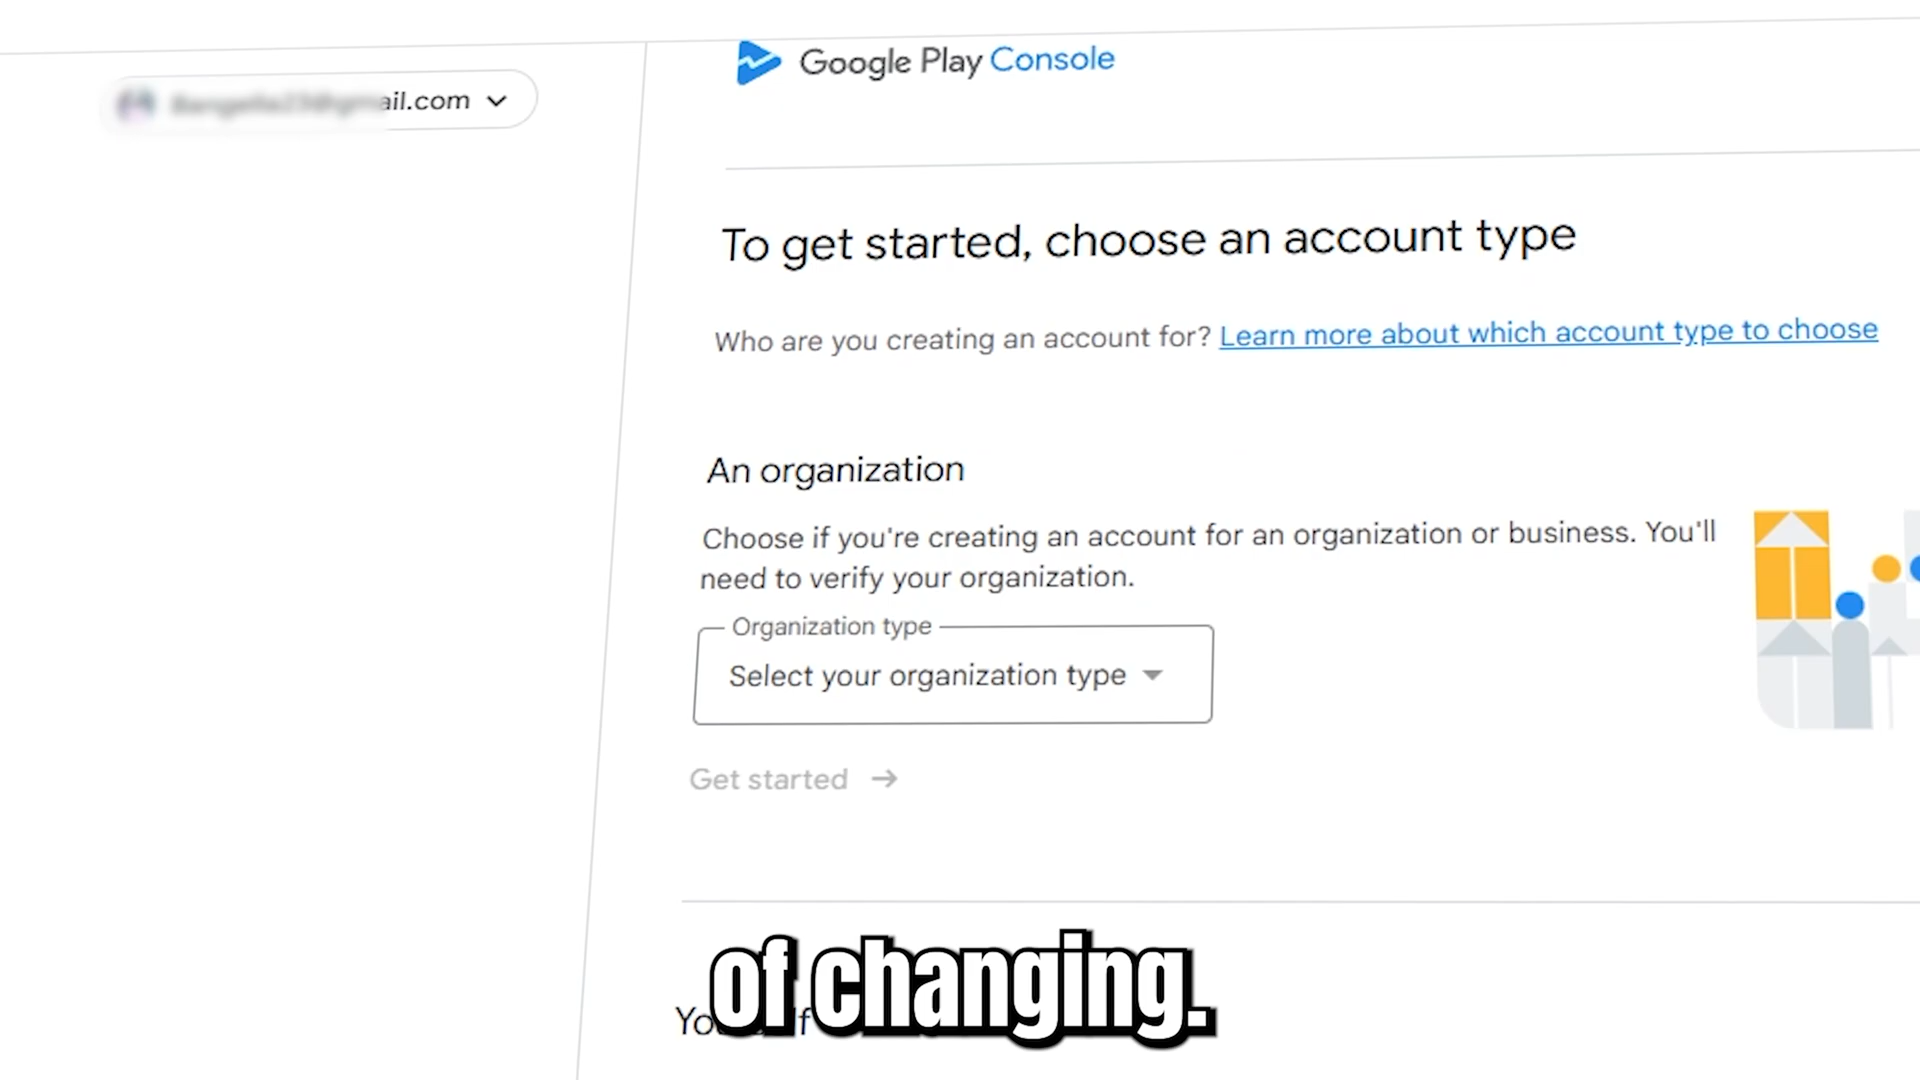 Google Play Console
ail.com
To get started, choose an account type
Who are you creating an account for? Learn more about which account type to choose
An organization
Choose if you're creating an account for an organization or business. You'll
need to verify your organization.
Organization type
Select your organization type
Get started →
of changing.